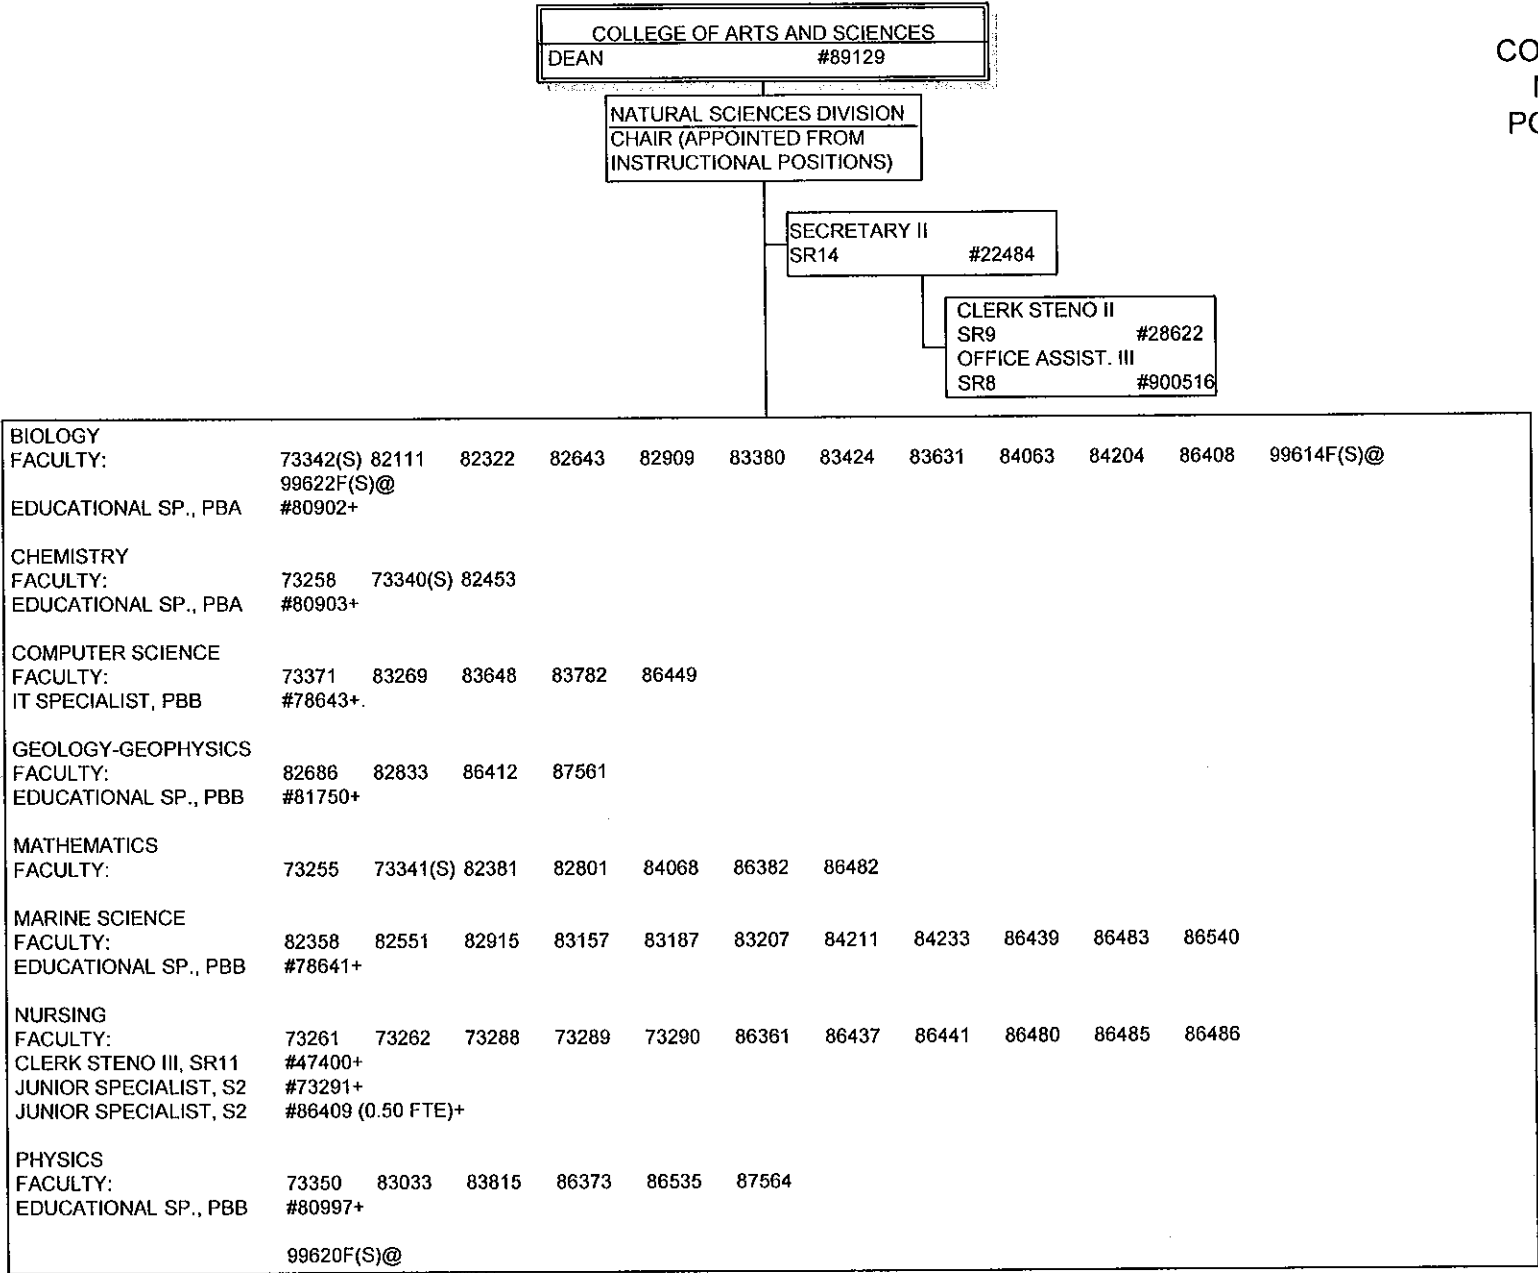 COLLEGE OF ARTS AND SCIENCES
DEAN #89129
CO
PO
NATURAL SCIENCES DIVISION
CHAIR (APPOINTED FROM
INSTRUCTIONAL POSITIONS)
SECRETARY II
SR14 #22484
CLERK STENO II
SR9 #28622
OFFICE ASSIST. III
SR8 #900516
BIOLOGY
FACULTY: 73342(S) 82111 82322 82643 82909 83380 83424 83631 84063 84204 86408 99614F(S)@
99622F(S)@
EDUCATIONAL SP., PBA #80902+
CHEMISTRY
FACULTY: 73258 73340(S) 82453
EDUCATIONAL SP., PBA #80903+
COMPUTER SCIENCE
FACULTY: 73371 83269 83648 83782 86449
IT SPECIALIST, PBB #78643+.
GEOLOGY-GEOPHYSICS
FACULTY: 82686 82833 86412 87561
EDUCATIONAL SP., PBB #81750+
MATHEMATICS
FACULTY: 73255 73341(S) 82381 82801 84068 86382 86482
MARINE SCIENCE
FACULTY: 82358 82551 82915 83157 83187 83207 84211 84233 86439 86483 86540
EDUCATIONAL SP., PBB #78641+
NURSING
FACULTY: 73261 73262 73288 73289 73290 86361 86437 86441 86480 86485 86486
CLERK STENO III, SR11 #47400+
JUNIOR SPECIALIST, S2 #73291+
JUNIOR SPECIALIST, S2 #86409 (0.50 FTE)+
PHYSICS
FACULTY: 73350 83033 83815 86373 86535 87564
EDUCATIONAL SP., PBB #80997+
99620F(S)@